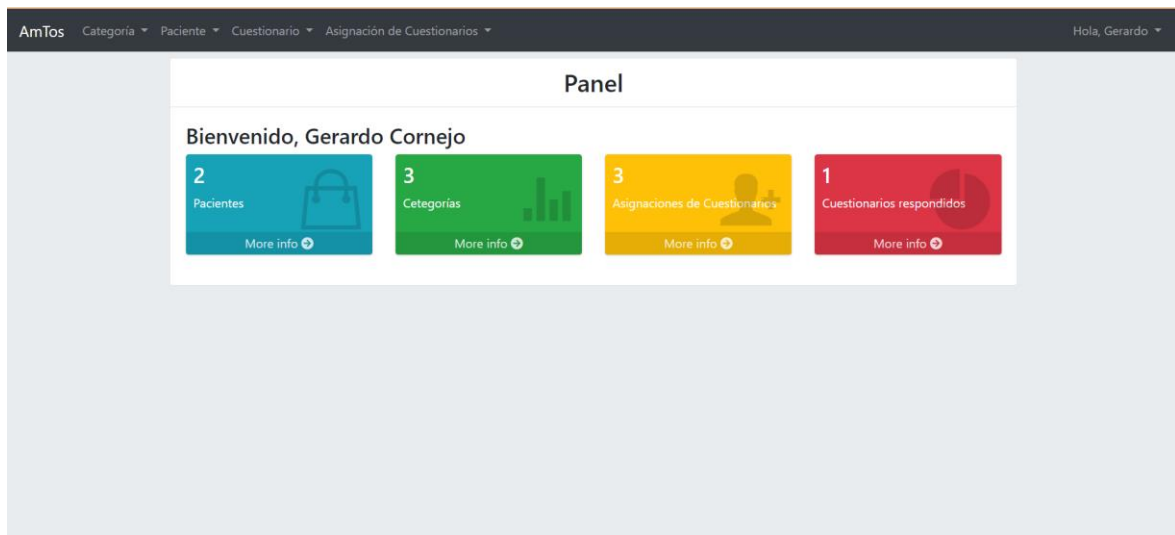 AmTos Categoría Paciente Cuestionario Asignación de Cuestionarios Hola, Gerardo
Panel
Bienvenido, Gerardo Cornejo
2
Pacientes
More info
3
Cetegorías
More info
3
Asignaciones de Cuestionarios
More info
1
Cuestionarios respondidos
More info